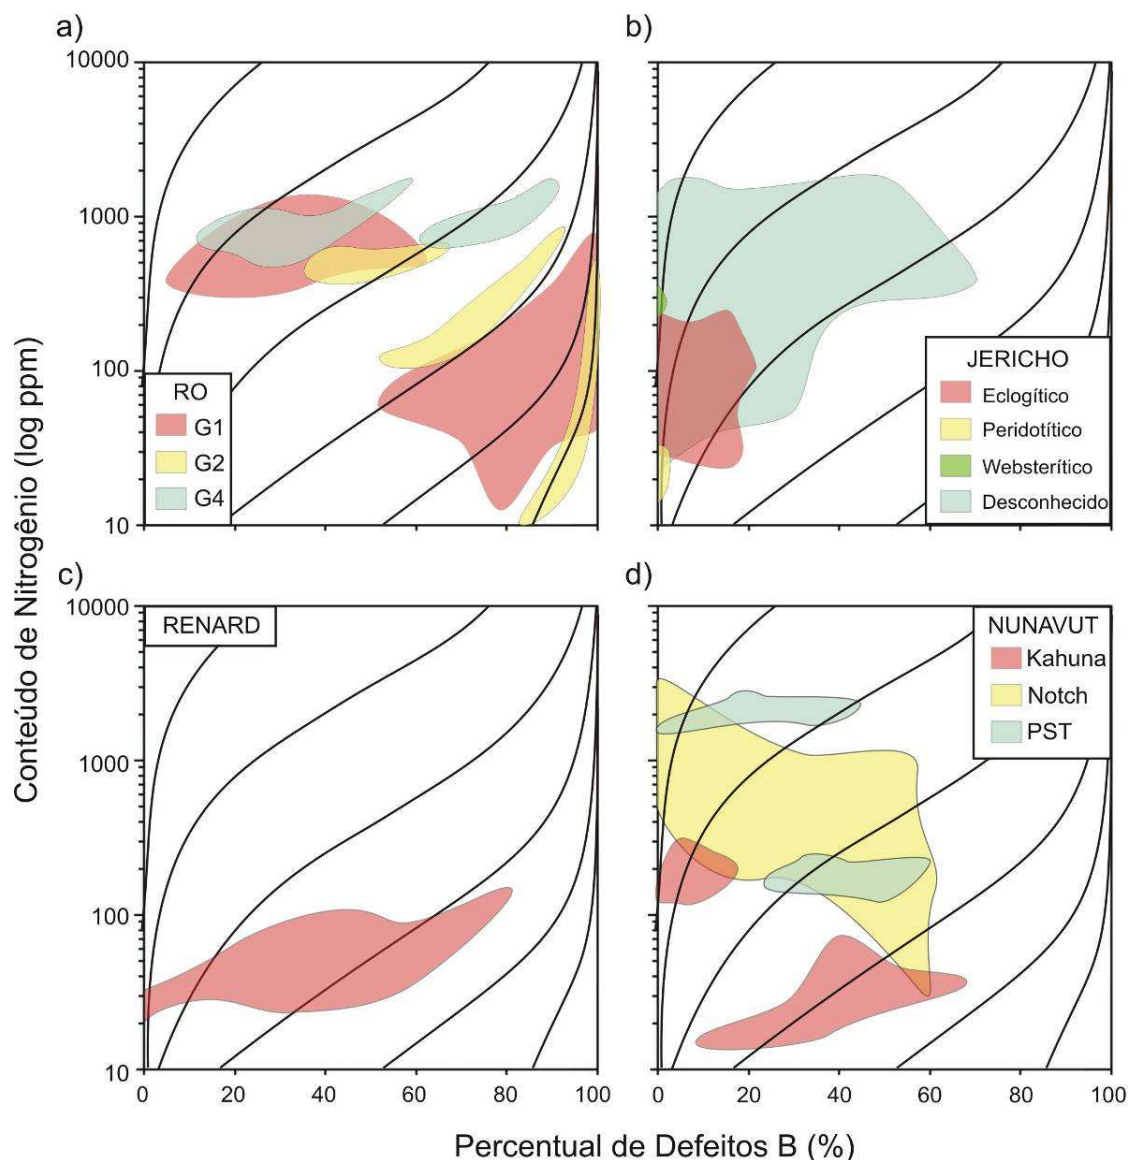 a)
b)
10000
1000
100
10
RO
G1
G2
G4
JERICHO
Eclogítico
Peridotítico
Websterítico
Desconhecido
c)
d)
10000
1000
100
10
RENARD
NUNAVUT
Kahuna
Notch
PST
0 20 40 60 80 100
0 20 40 60 80 100
Conteúdo de Nitrogênio (log ppm)
Percentual de Defeitos B (%)